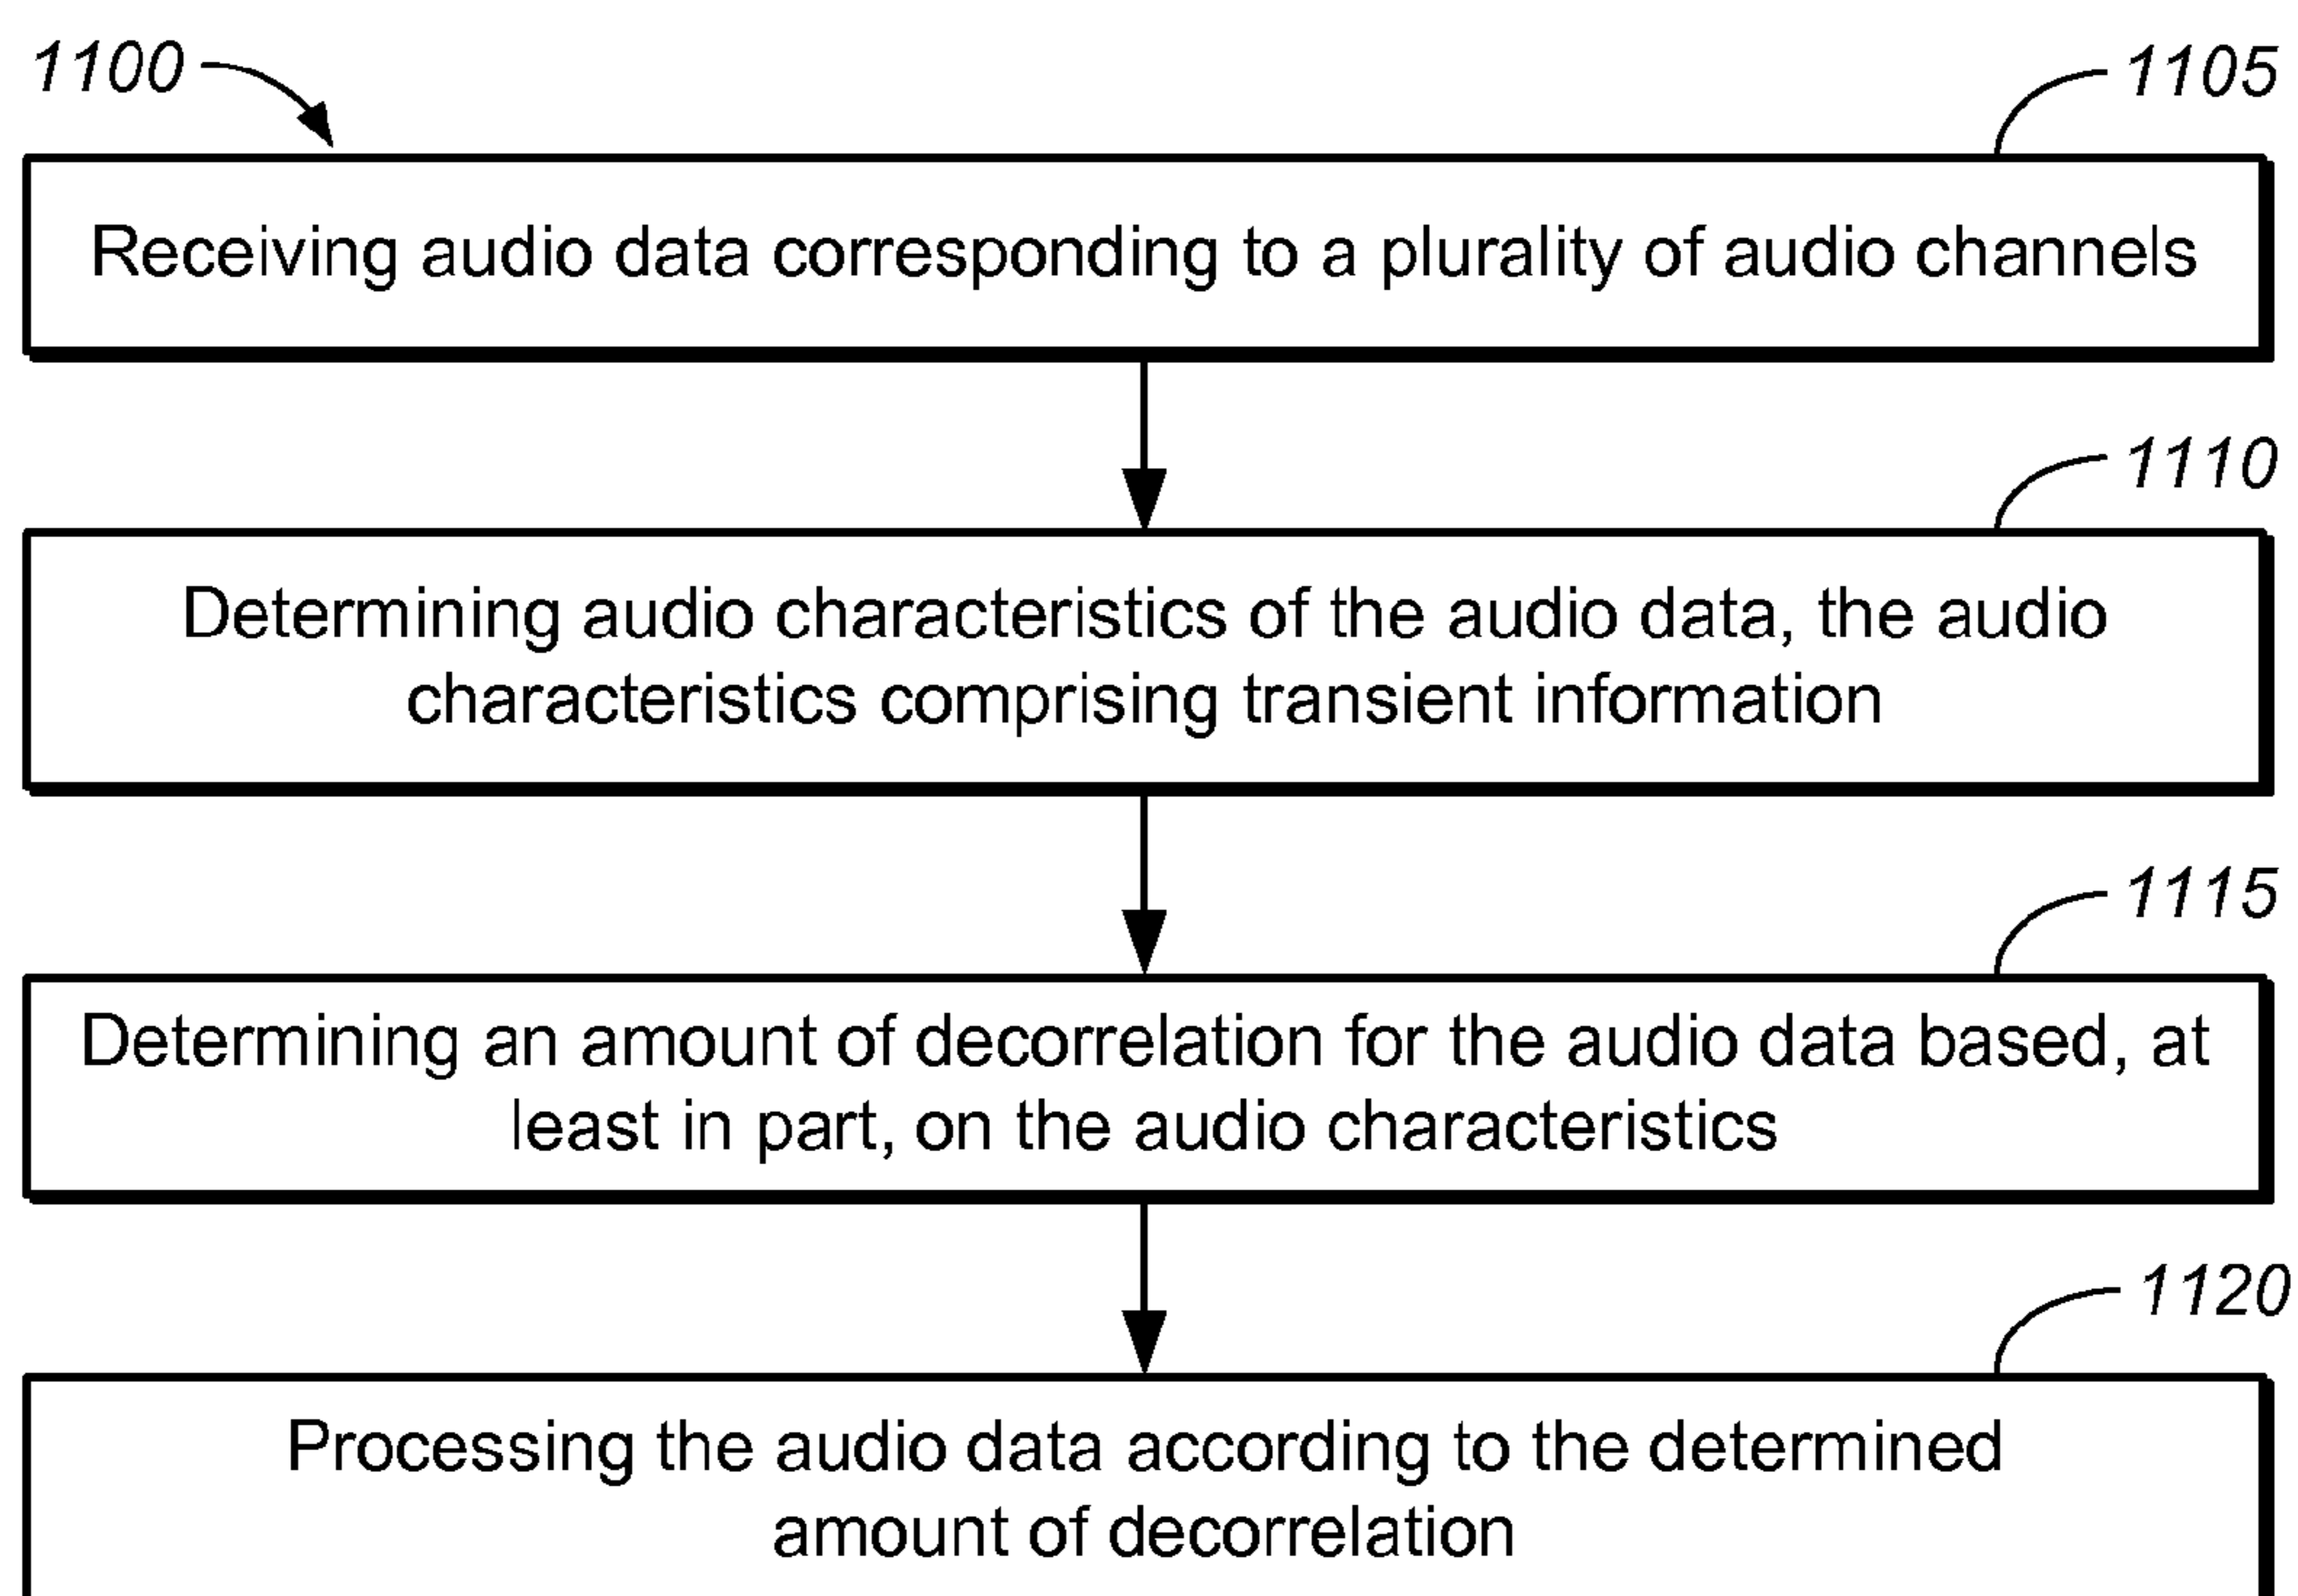 1100
1105
Receiving audio data corresponding to a plurality of audio channels
1110
Determining audio characteristics of the audio data, the audio
characteristics comprising transient information
1115
Determining an amount of decorrelation for the audio data based, at
least in part, on the audio characteristics
1120
Processing the audio data according to the determined
amount of decorrelation